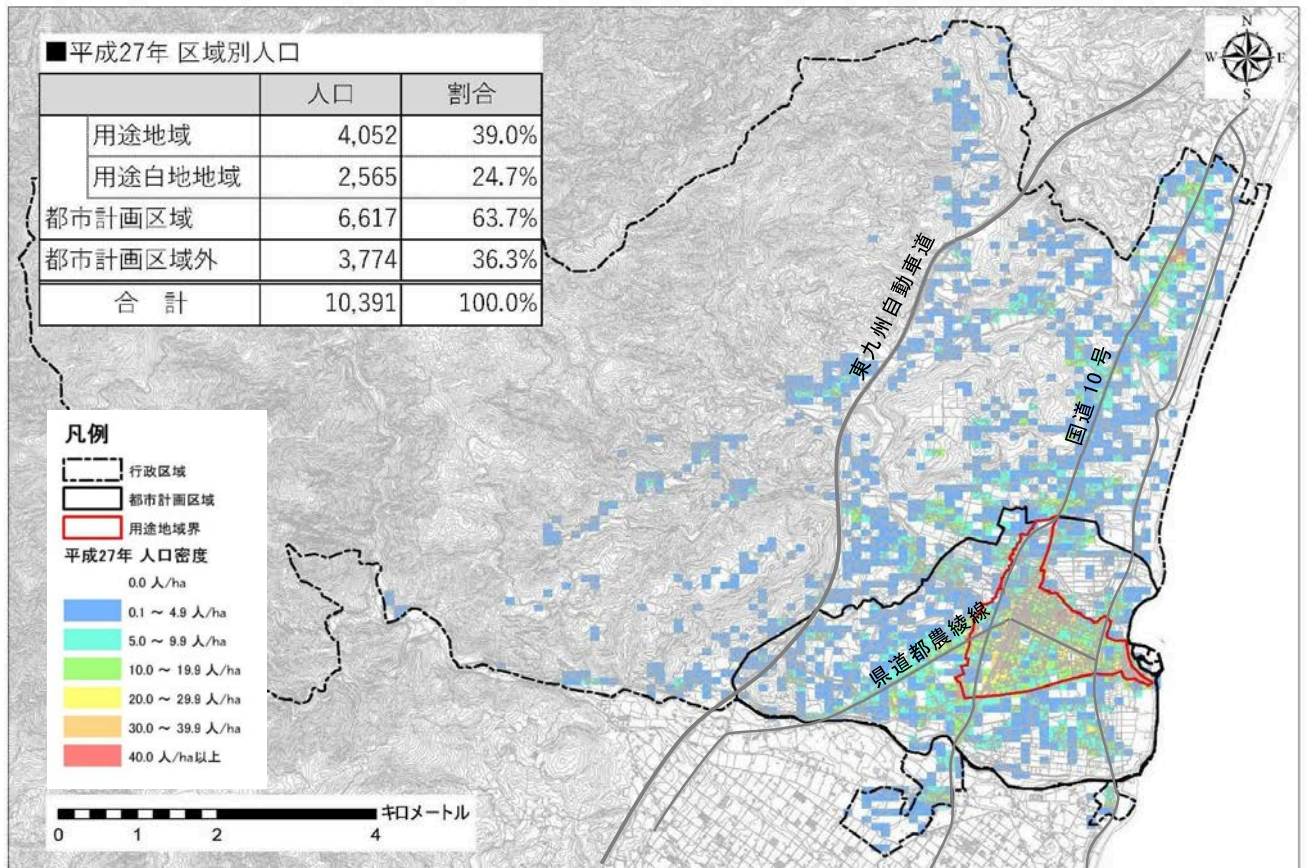 ■平成27年 区域別人口
人口 割合
用途地域 4,052 39.0%
用途白地地域 2,565 24.7%
都市計画区域 6,617 63.7%
都市計画区域外 3,774 36.3%
合 計 10,391 100.0%
N
W E
S
東九州自動車道
国道 10 号
県道都農綾線
凡例
行政区域
都市計画区域
用途地域界
平成27年 人口密度
0.0 人/ha
0.1 ～ 4.9 人/ha
5.0 ～ 9.9 人/ha
10.0 ～ 19.9 人/ha
20.0 ～ 29.9 人/ha
30.0 ～ 39.9 人/ha
40.0 人/ha以上
キロメートル
0 1 2 4